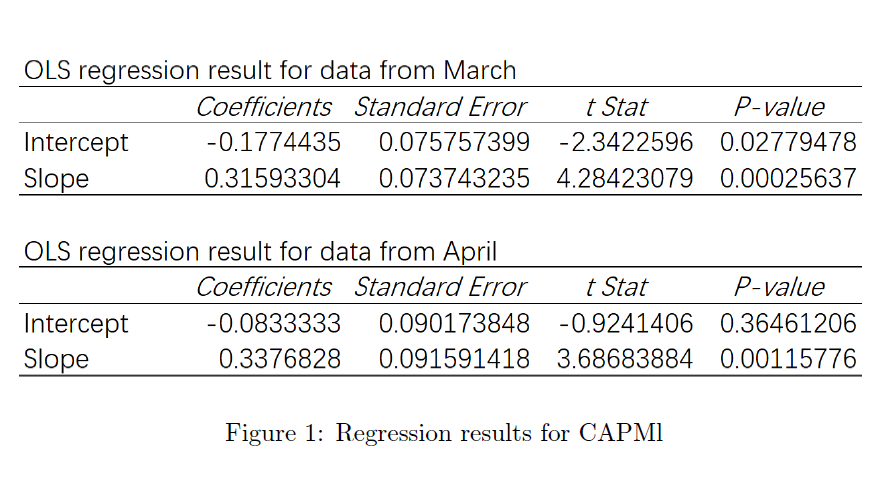 OLS regression result for data from March
Coefficients Standard Error t Stat P-value
Intercept -0.1774435 0.075757399 -2.3422596 0.02779478
Slope 0.31593304 0.073743235 4.28423079 0.00025637
OLS regression result for data from April
Coefficients Standard Error t Stat P-value
Intercept -0.0833333 0.090173848 -0.9241406 0.36461206
Slope 0.3376828 0.091591418 3.68683884 0.00115776
Figure 1: Regression results for CAPMl